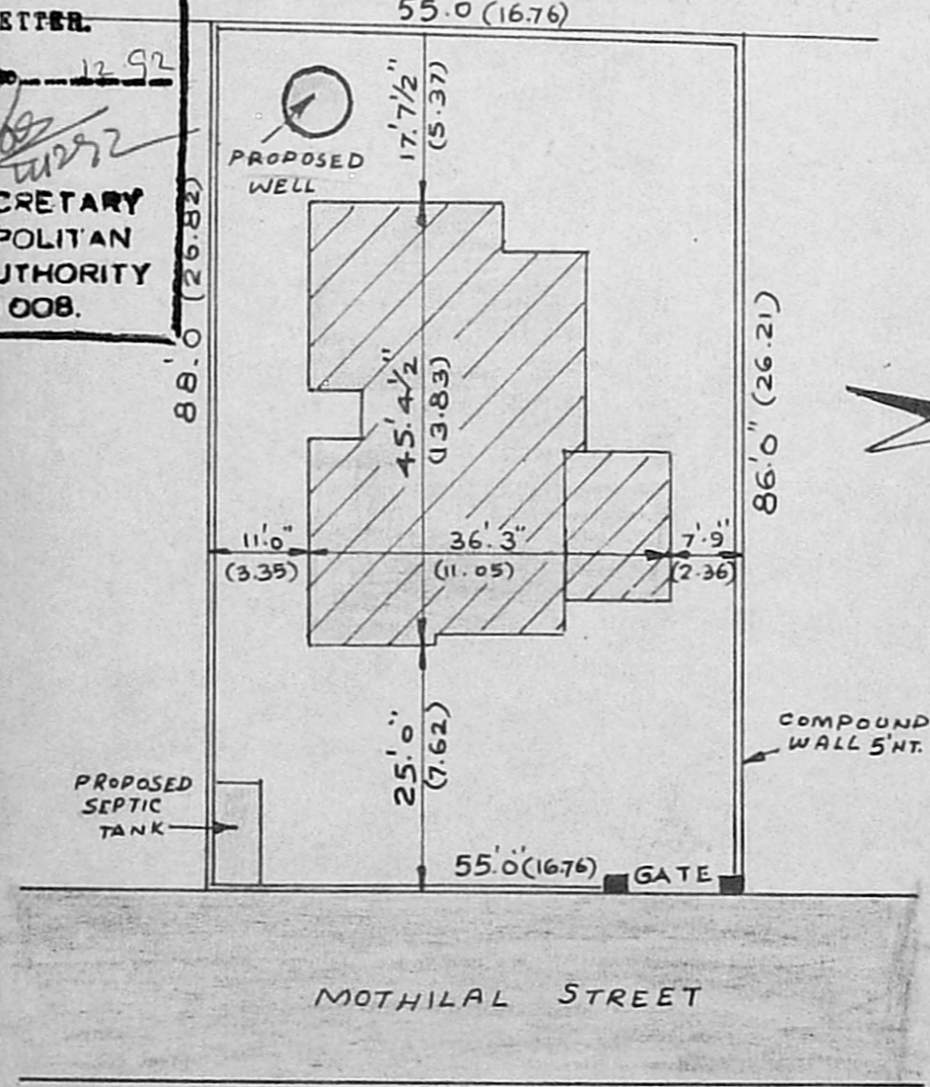 55.0 (16.76)
ETTER.
12 92
CRETARY
POLITAN
UTHORITY
008.
PROPOSED
WELL
17'.7½"
(5.37)
88'.0 (26.82)
86'.0" (26.21)
45'.4½"
(13.83)
11'.0"
(3.35)
36'.3"
(11.05)
7'.9"
(2.36)
25'.0"
(7.62)
COMPOUND
WALL 5'HT.
PROPOSED
SEPTIC
TANK
55'.0"(16.76)
GATE
MOTHILAL STREET